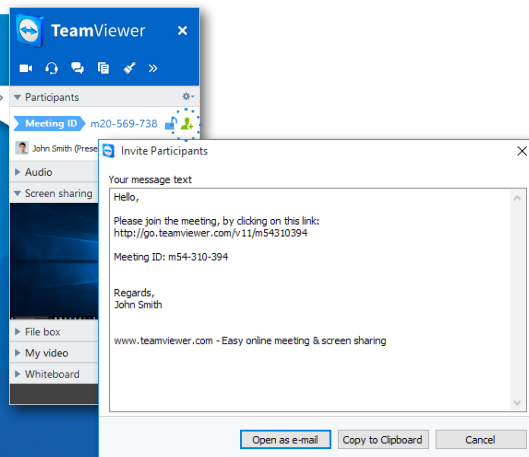 TeamViewer
Participants
Meeting ID m20-569-738
John Smith (Prese
Audio
Screen sharing
File box
My video
Whiteboard
Invite Participants
Your message text
Hello,
Please join the meeting, by clicking on this link:
http://go.teamviewer.com/v11/m54310394
Meeting ID: m54-310-394
Regards,
John Smith
www.teamviewer.com - Easy online meeting & screen sharing
Open as e-mail Copy to Clipboard Cancel